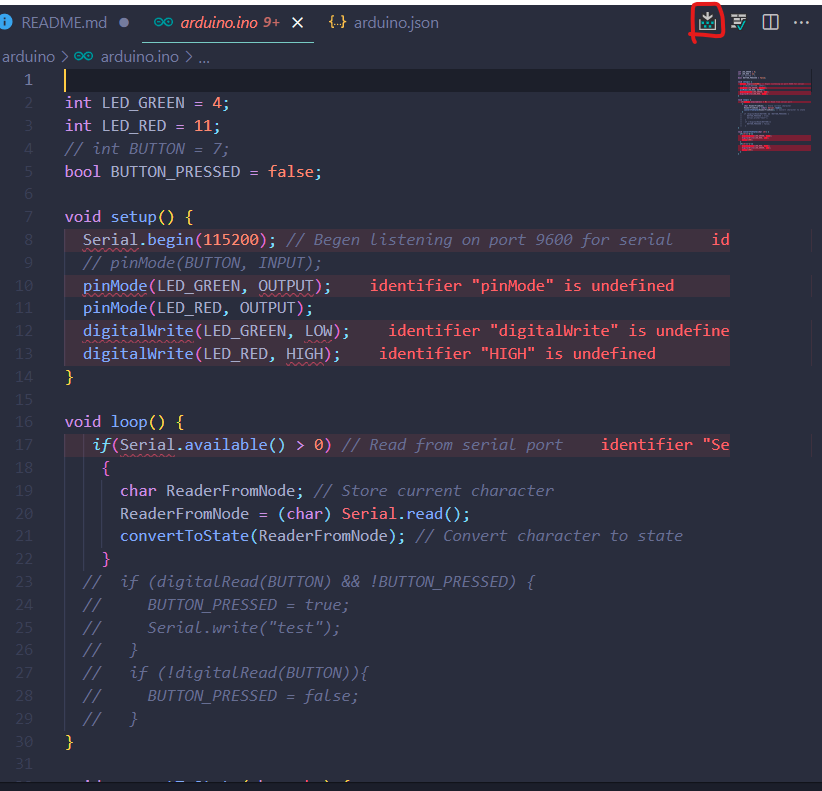 README.md
arduino.ino 9+
{..} arduino.json
arduino > arduino.ino > ...
1
2 int LED_GREEN = 4;
3 int LED_RED = 11;
4 // int BUTTON = 7;
5 bool BUTTON_PRESSED = false;
6
7 void setup() {
8 Serial.begin(115200); // Begen listening on port 9600 for serial id
9 // pinMode(BUTTON, INPUT);
10 pinMode(LED_GREEN, OUTPUT); identifier "pinMode" is undefined
11 pinMode(LED_RED, OUTPUT);
12 digitalWrite(LED_GREEN, LOW); identifier "digitalWrite" is undefine
13 digitalWrite(LED_RED, HIGH); identifier "HIGH" is undefined
14 }
15
16 void loop() {
17 if(Serial.available() > 0) // Read from serial port identifier "Se
18 {
19 char ReaderFromNode; // Store current character
20 ReaderFromNode = (char) Serial.read();
21 convertToState(ReaderFromNode); // Convert character to state
22 }
23 // if (digitalRead(BUTTON) && !BUTTON_PRESSED) {
24 // BUTTON_PRESSED = true;
25 // Serial.write("test");
26 // }
27 // if (!digitalRead(BUTTON)){
28 // BUTTON_PRESSED = false;
29 // }
30 }
31